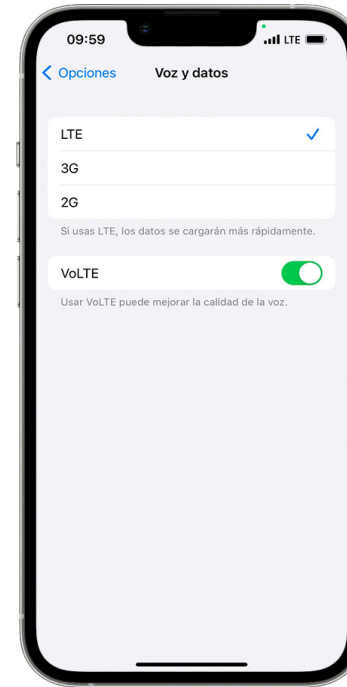 09:59
LTE
Opciones
Voz y datos
LTE
3G
2G
Si usas LTE, los datos se cargarán más rápidamente.
VoLTE
Usar VoLTE puede mejorar la calidad de la voz.